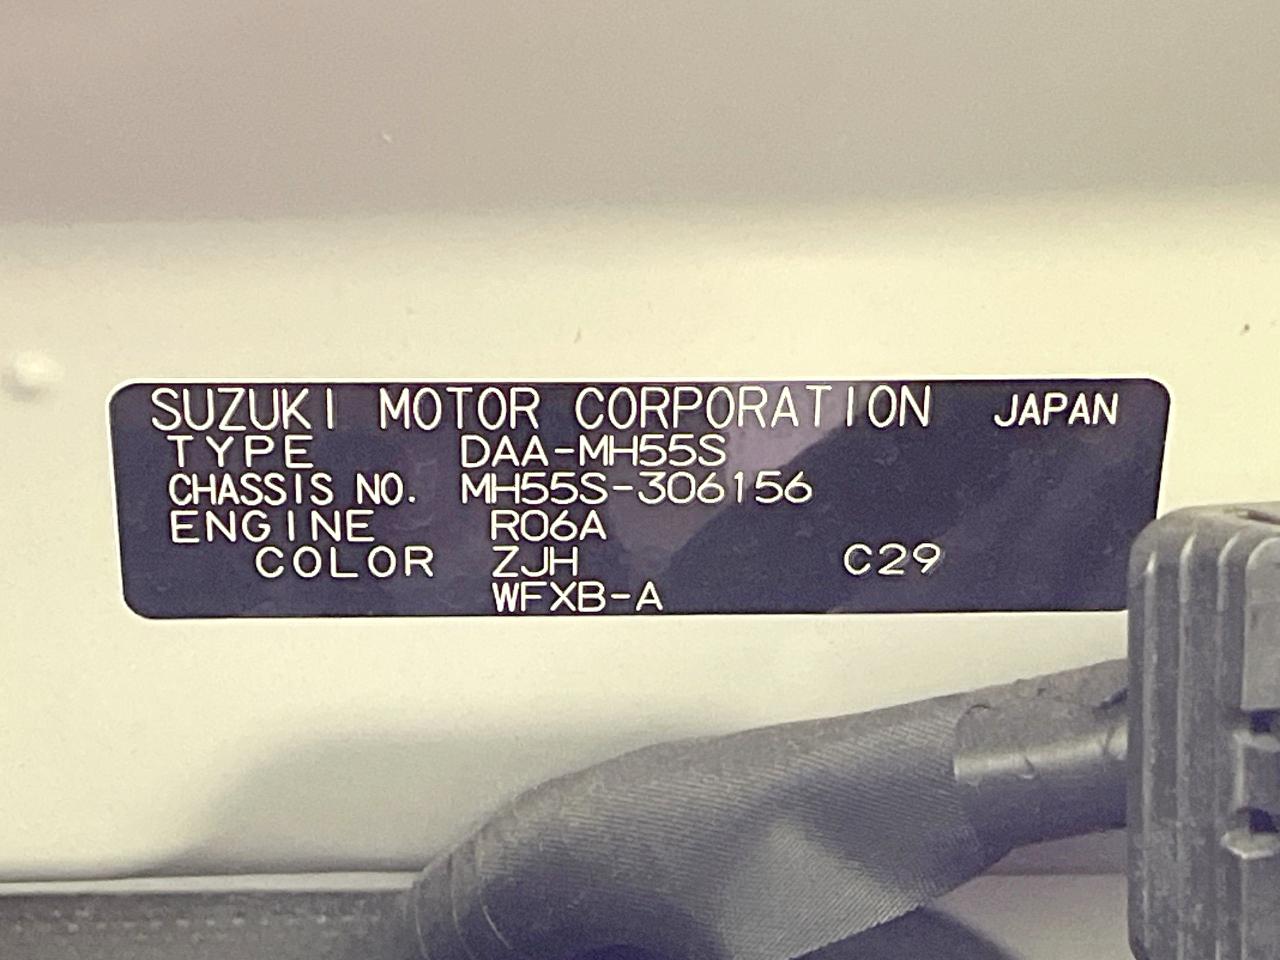 SUZUKI MOTOR CORPORATION JAPAN
TYPE DAA-MH55S
CHASSIS NO. MH55S-306156
ENGINE R06A
COLOR ZJH C29
WFXB-A